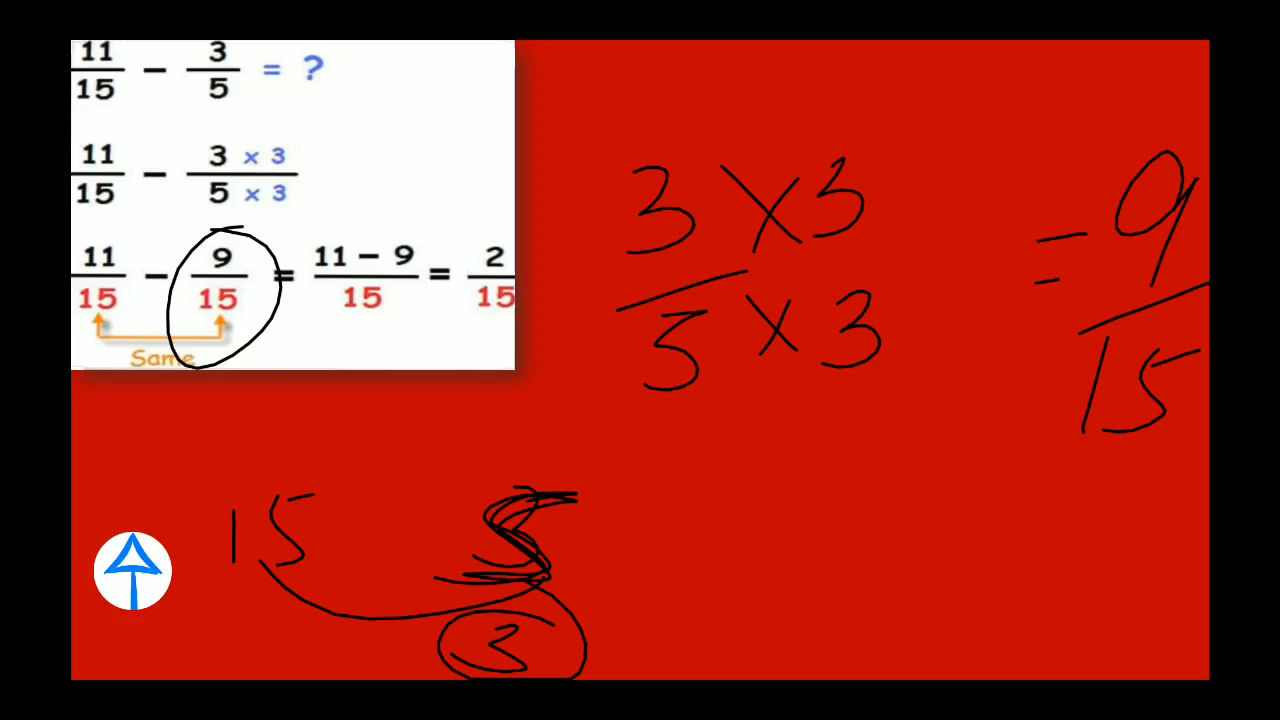 11/15 − 3/5 = ?
11/15 − 3 × 3/5 × 3
11/15 − 9/15 = 11 − 9/15 = 2/15
Same
3 × 3/5 × 3 = 9/15
15 5
3